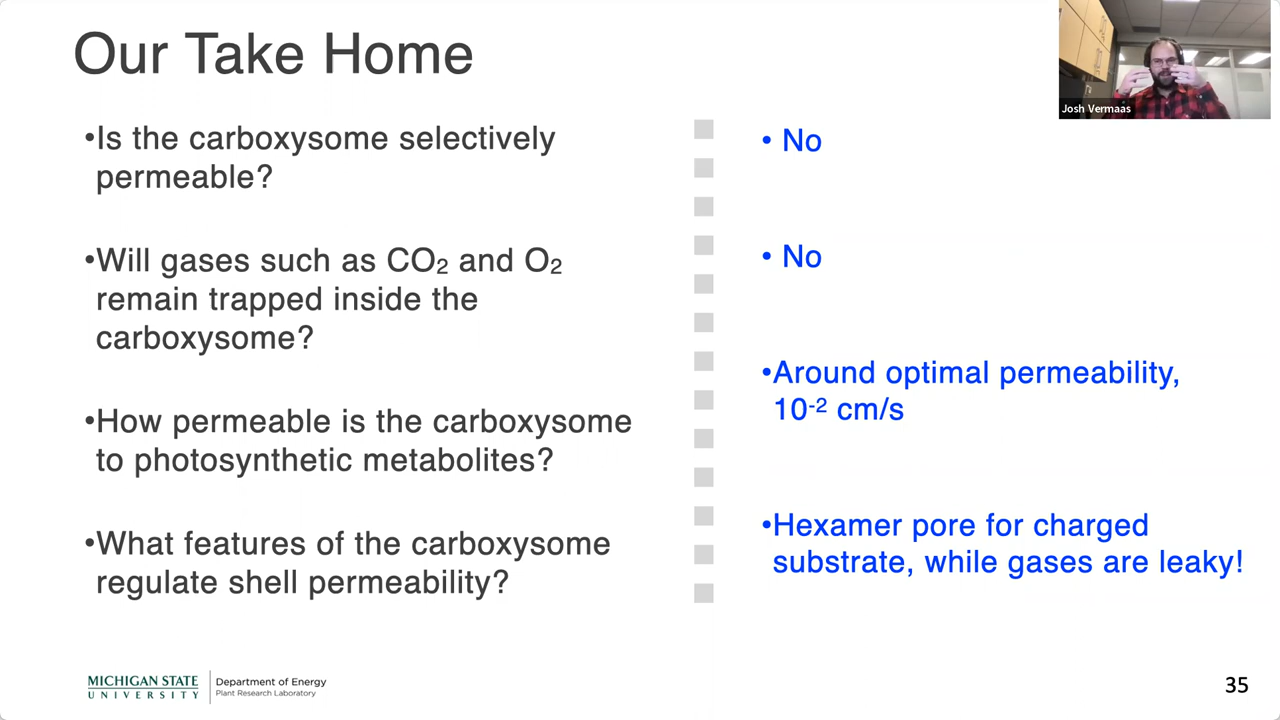 Our Take Home
Josh Vermaas
•Is the carboxysome selectively
permeable?
• No
•Will gases such as CO₂ and O₂
remain trapped inside the
carboxysome?
• No
•How permeable is the carboxysome
to photosynthetic metabolites?
•Around optimal permeability,
10⁻² cm/s
•What features of the carboxysome
regulate shell permeability?
•Hexamer pore for charged
substrate, while gases are leaky!
MICHIGAN STATE
UNIVERSITY
Department of Energy
Plant Research Laboratory
35